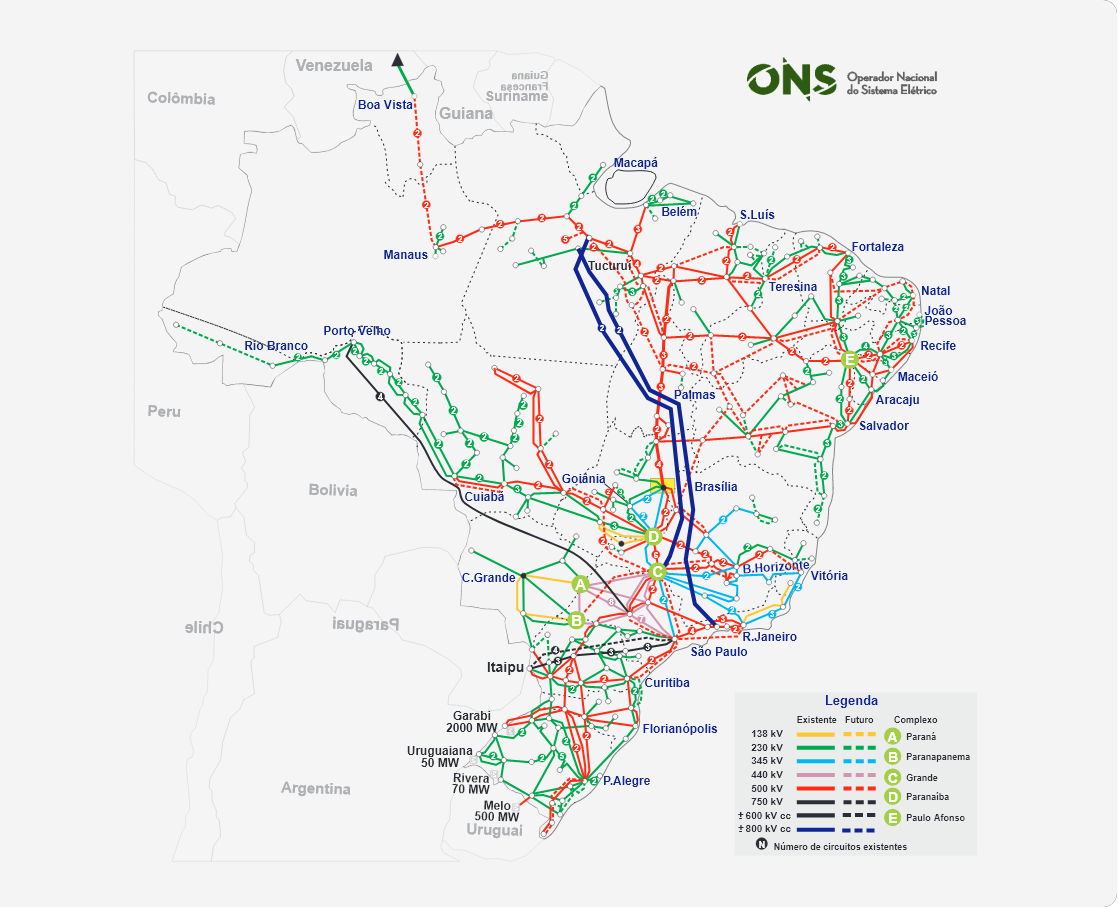 Venezuela
Colômbia
Boa Vista
Guiana
Guiana
Francesa
Suriname
ONS
Operador Nacional
do Sistema Elétrico
Macapá
Belém
S.Luís
Manaus
Fortaleza
Tucuruí
Teresina
Natal
João
Pessoa
Porto Velho
Rio Branco
Recife
Peru
Maceió
Palmas
Aracaju
Salvador
E
Bolivia
Cuiabá
Goiânia
Brasília
D
C
B.Horizonte
Vitória
C.Grande
A
B
Chile
Paraguai
R.Janeiro
São Paulo
Itaipu
Curitiba
Garabi
2000 MW
Florianópolis
Uruguaiana
50 MW
Rivera
70 MW
P.Alegre
Argentina
Melo
500 MW
Uruguai
Legenda
Existente Futuro Complexo
138 kV A Paraná
230 kV B Paranapanema
345 kV
440 kV C Grande
500 kV D Paranaíba
750 kV
±600 kV cc E Paulo Afonso
±800 kV cc
N Número de circuitos existentes